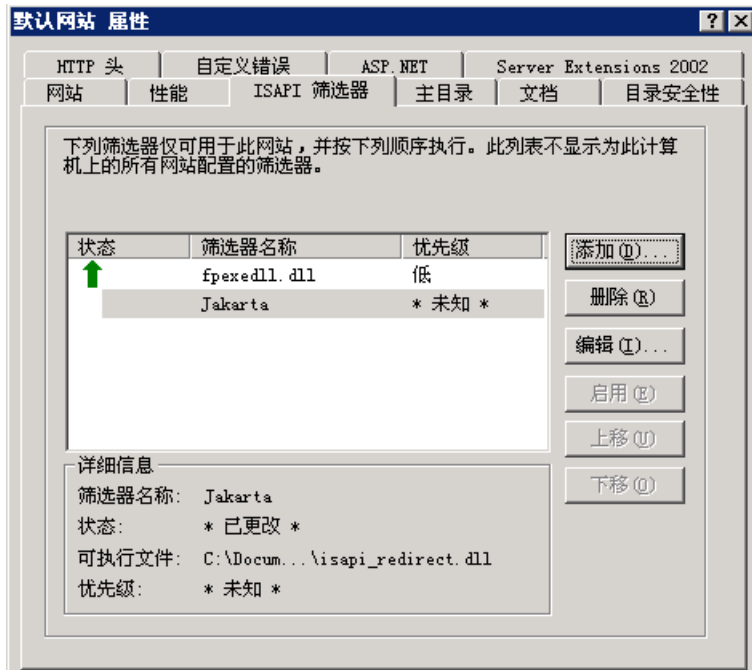 默认网站 属性
HTTP 头 自定义错误 ASP.NET Server Extensions 2002
网站 性能 ISAPI 筛选器 主目录 文档 目录安全性
下列筛选器仅可用于此网站，并按下列顺序执行。此列表不显示为此计算
机上的所有网站配置的筛选器。
状态 筛选器名称 优先级
添加(D)...
fpexedll.dll 低
删除(R)
Jakarta * 未知 *
编辑(I)...
启用(E)
上移(U)
详细信息
下移(O)
筛选器名称: Jakarta
状态: * 已更改 *
可执行文件: C:\Docum...\isapi_redirect.dll
优先级: * 未知 *